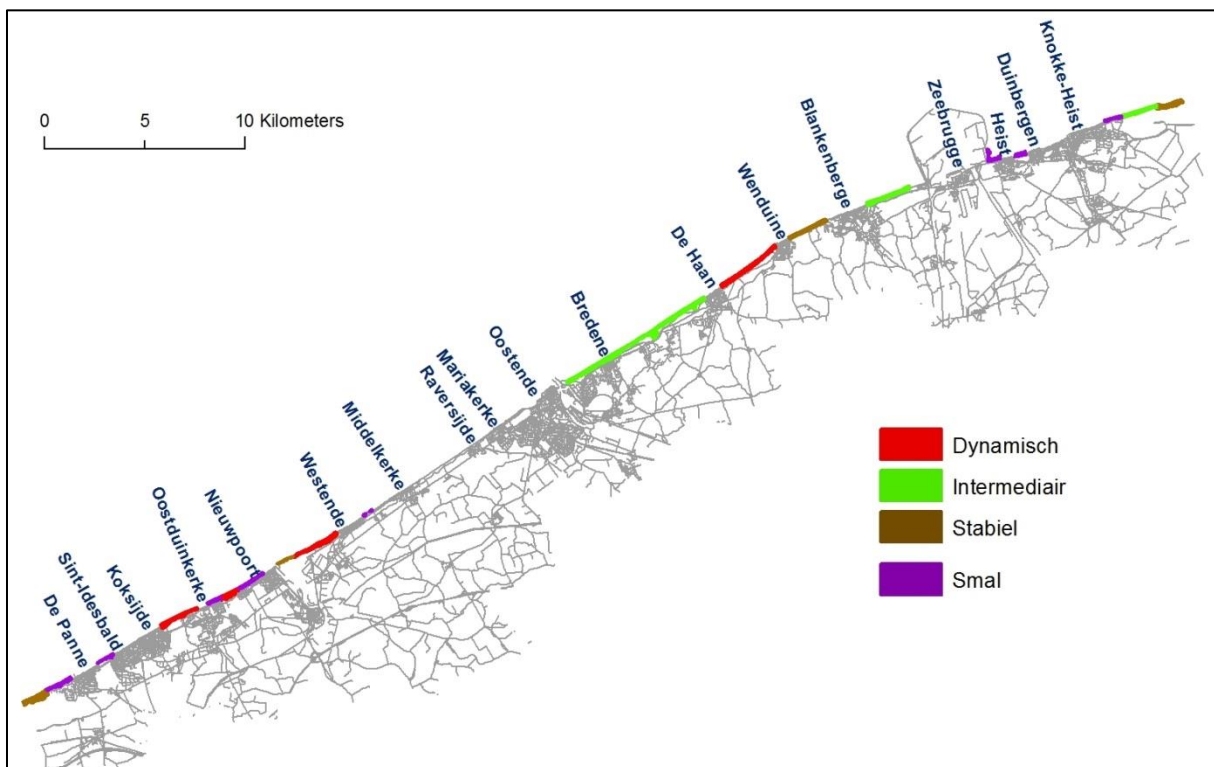 0 5 10 Kilometers
Knokke-Heist
Duinbergen
Heist
Zeebrugge
Blankenberge
Wenduine
De Haan
Bredene
Oostende
Mariakerke
Raversijde
Middelkerke
Westende
Nieuwpoort
Oostduinkerke
Koksijde
Sint-Idesbald
De Panne
Dynamisch
Intermediair
Stabiel
Smal